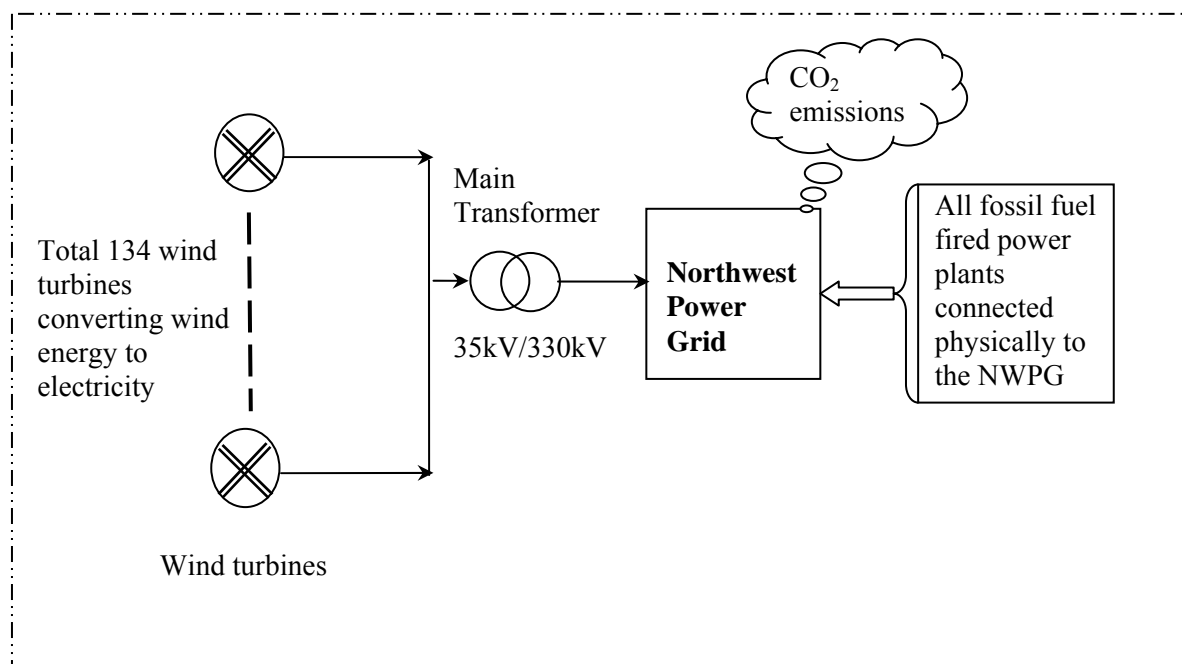 CO₂
emissions
Main
Transformer
Total 134 wind
turbines
converting wind
energy to
electricity
35kV/330kV
Northwest
Power
Grid
All fossil fuel
fired power
plants
connected
physically to
the NWPG
Wind turbines